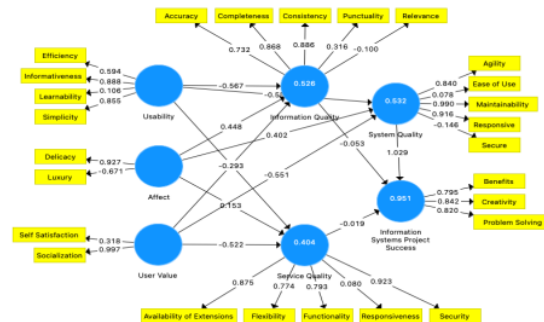 Accuracy
Completeness
Consistency
Punctuality
Relevance
0.732
0.868
0.886
0.316
-0.100
Efficiency
Informativeness
Learnability
Simplicity
0.594
0.888
0.106
0.855
Usability
-0.567
0.526
Information Quality
0.532
System Quality
0.840
0.078
0.990
0.916
-0.146
Agility
Ease of Use
Maintainability
Responsive
Secure
0.448
0.402
-0.293
-0.551
-0.053
1.029
Delicacy
Luxury
0.927
-0.671
Affect
0.153
0.951
Information
Systems Project
Success
0.795
0.842
0.820
Benefits
Creativity
Problem Solving
Self Satisfaction
Socialization
0.318
0.997
User Value
-0.522
0.404
Service Quality
-0.019
0.875
0.774
0.793
0.080
0.923
Availability of Extensions
Flexibility
Functionality
Responsiveness
Security